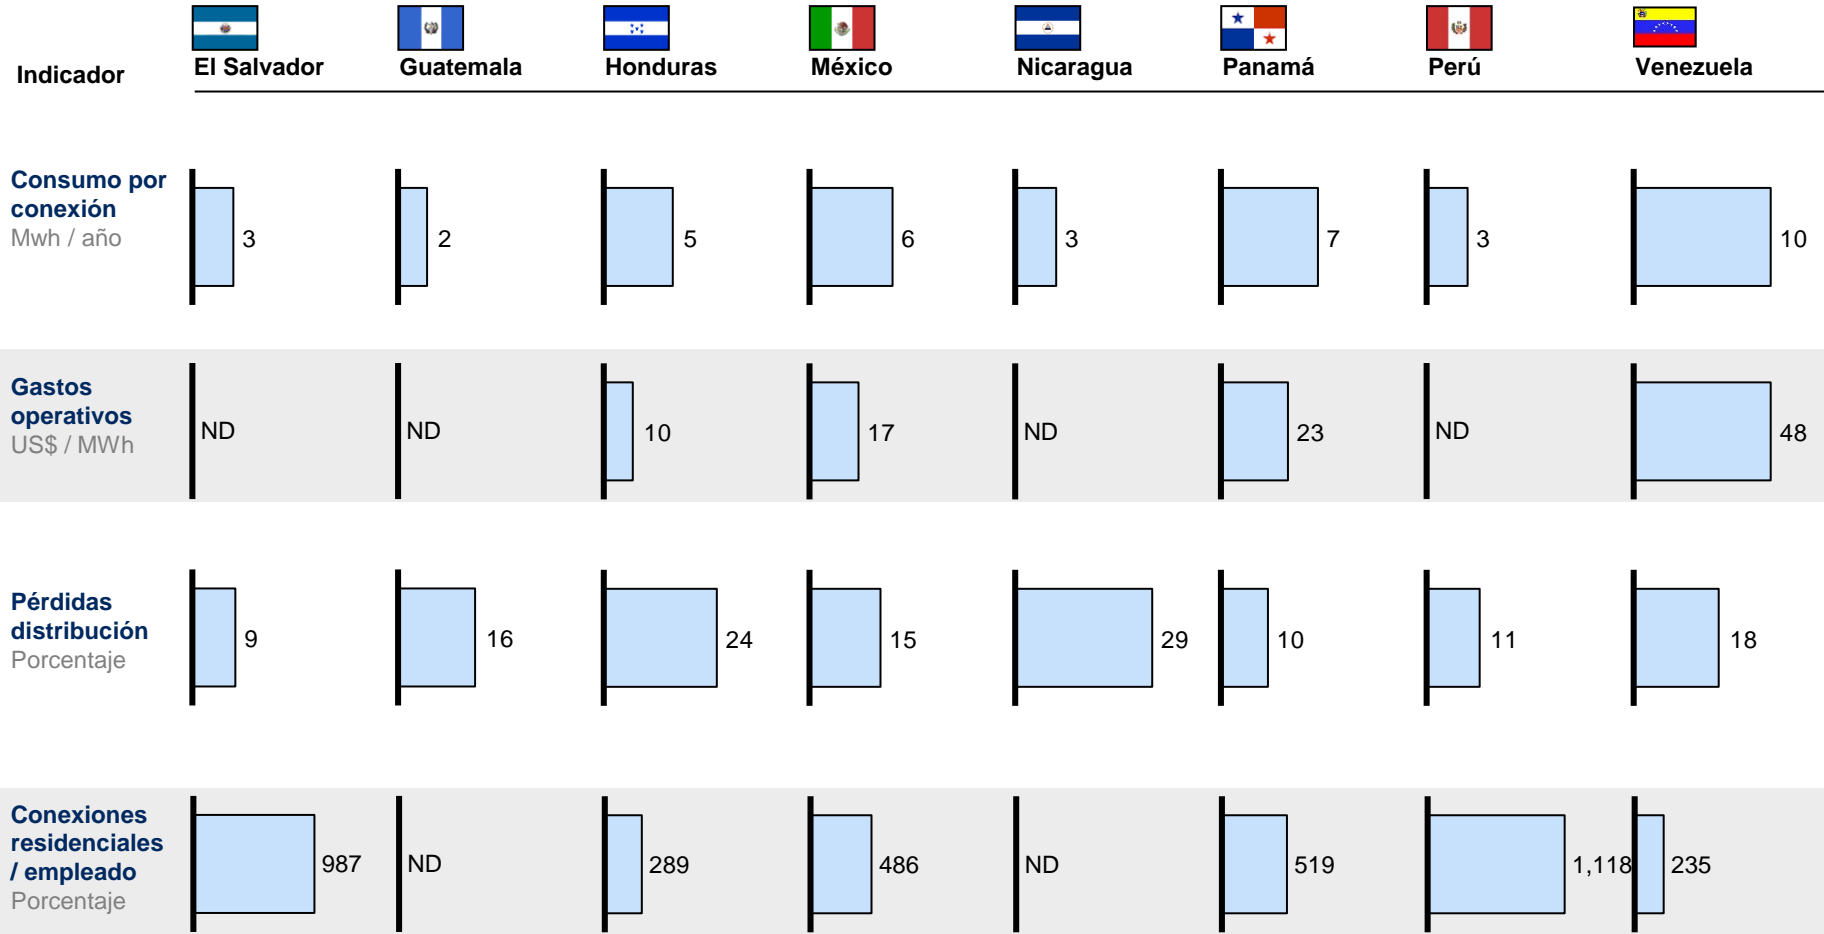 Indicador
El Salvador
Guatemala
Honduras
México
Nicaragua
Panamá
Perú
Venezuela
Consumo por
conexión
Mwh / año
3
2
5
6
3
7
3
10
Gastos
operativos
US$ / MWh
ND
ND
10
17
ND
23
ND
48
Pérdidas
distribución
Porcentaje
9
16
24
15
29
10
11
18
Conexiones
residenciales
/ empleado
Porcentaje
987
ND
289
486
ND
519
1,118
235